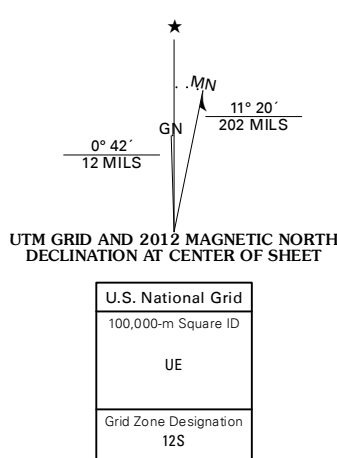 ★
MN
11° 20´
202 MILS
GN
0° 42´
12 MILS
UTM GRID AND 2012 MAGNETIC NORTH
DECLINATION AT CENTER OF SHEET
U.S. National Grid
100,000-m Square ID
UE
Grid Zone Designation
12S